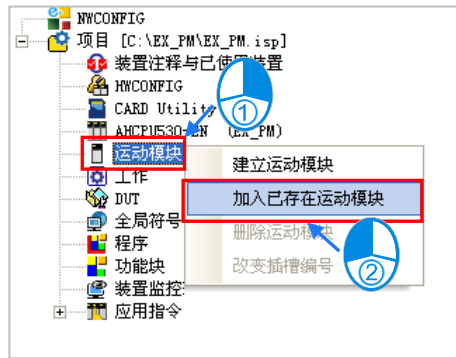 NWCONFIG
项目 [C:\EX_PM\EX_PM.isp]
装置注释与已使用装置
HWCONFIG
CARD Utility
①
AHCPU530-EN (EX_PM)
运动模块
建立运动模块
工作
加入已存在运动模块
DUT
全局符号
删除运动模块
程序
功能块
改变插槽编号
②
装置监控
应用指令